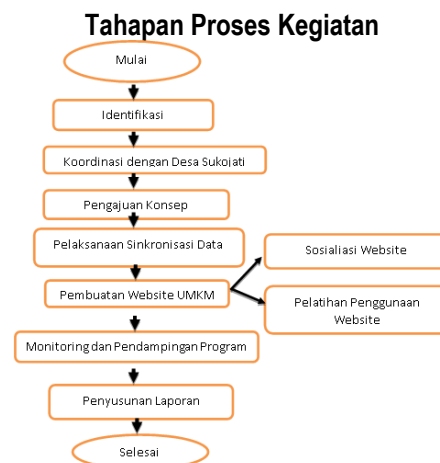 Tahapan Proses Kegiatan
Mulai
Identifikasi
Koordinasi dengan Desa Sukojati
Pengajuan Konsep
Pelaksanaan Sinkronisasi Data
Sosialiasi Website
Pembuatan Website UMKM
Pelatihan Penggunaan
Website
Monitoring dan Pendampingan Program
Penyusunan Laporan
Selesai